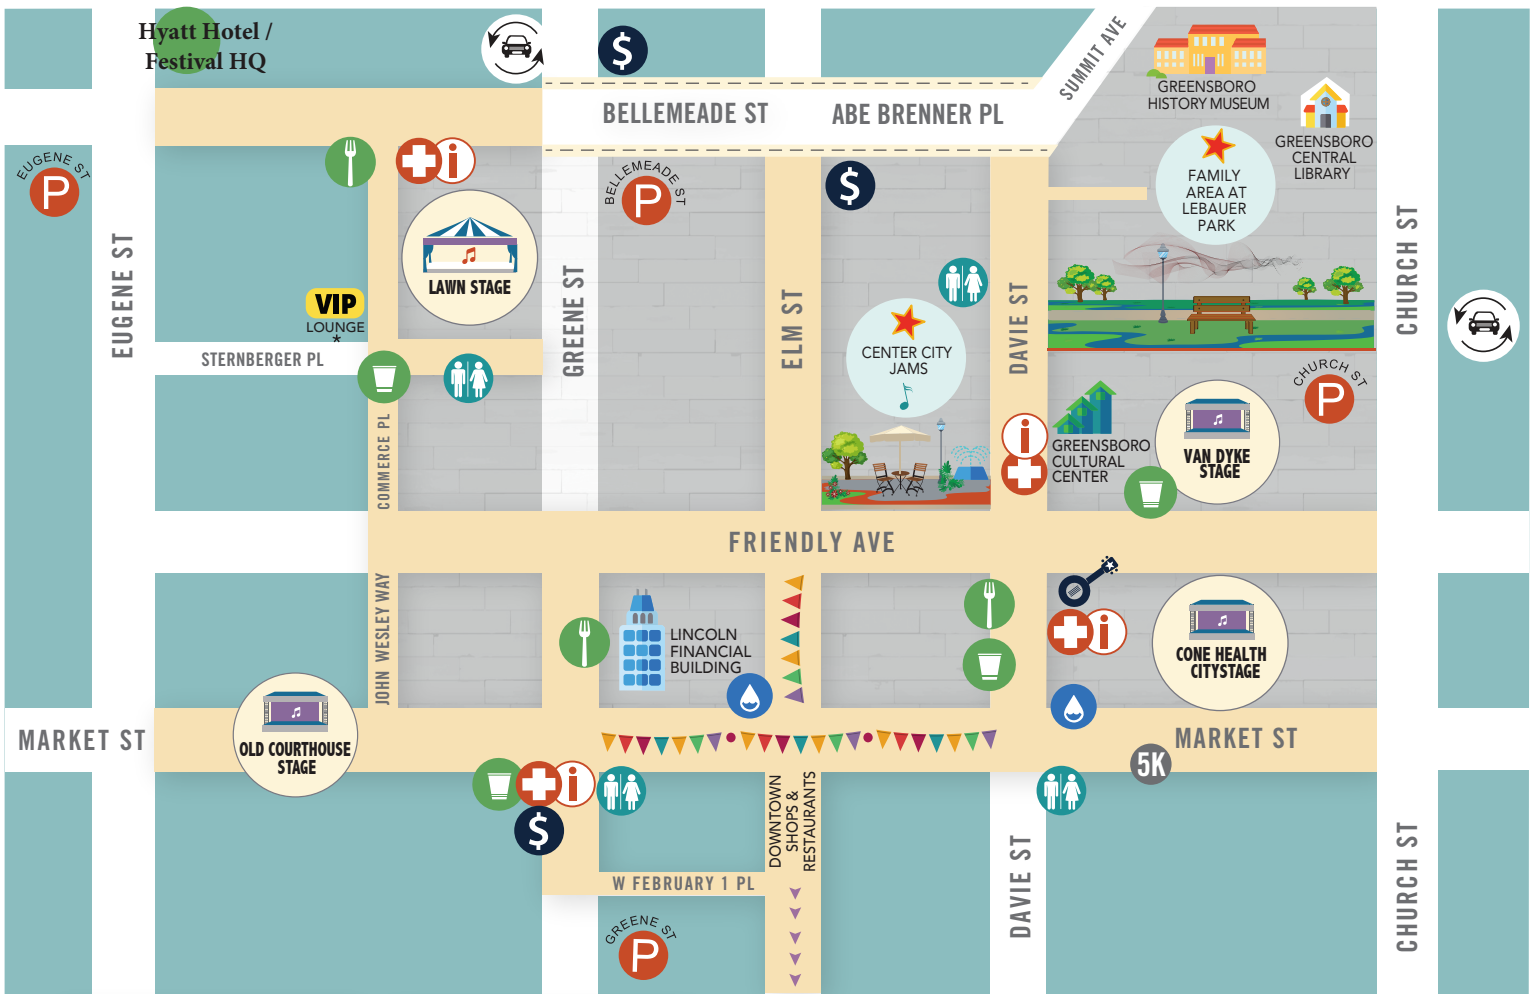 Hyatt Hotel /
Festival HQ
$
SUMMIT AVE
GREENSBORO
HISTORY MUSEUM
BELLEMEADE ST
ABE BRENNER PL
GREENSBORO
CENTRAL
LIBRARY
EUGENE ST
P
i
BELLEMEADE ST
P
$
FAMILY
AREA AT
LEBAUER
PARK
EUGENE ST
LAWN STAGE
GREENE ST
ELM ST
DAVIE ST
CHURCH ST
VIP
LOUNGE
*
STERNBERGER PL
CENTER CITY
JAMS
CHURCH ST
P
COMMERCE PL
i
GREENSBORO
CULTURAL
CENTER
VAN DYKE
STAGE
FRIENDLY AVE
JOHN WESLEY WAY
LINCOLN
FINANCIAL
BUILDING
i
CONE HEALTH
CITYSTAGE
MARKET ST
OLD COURTHOUSE
STAGE
MARKET ST
5K
i
$
DOWNTOWN
SHOPS &
RESTAURANTS
W FEBRUARY 1 PL
DAVIE ST
CHURCH ST
GREENE ST
P